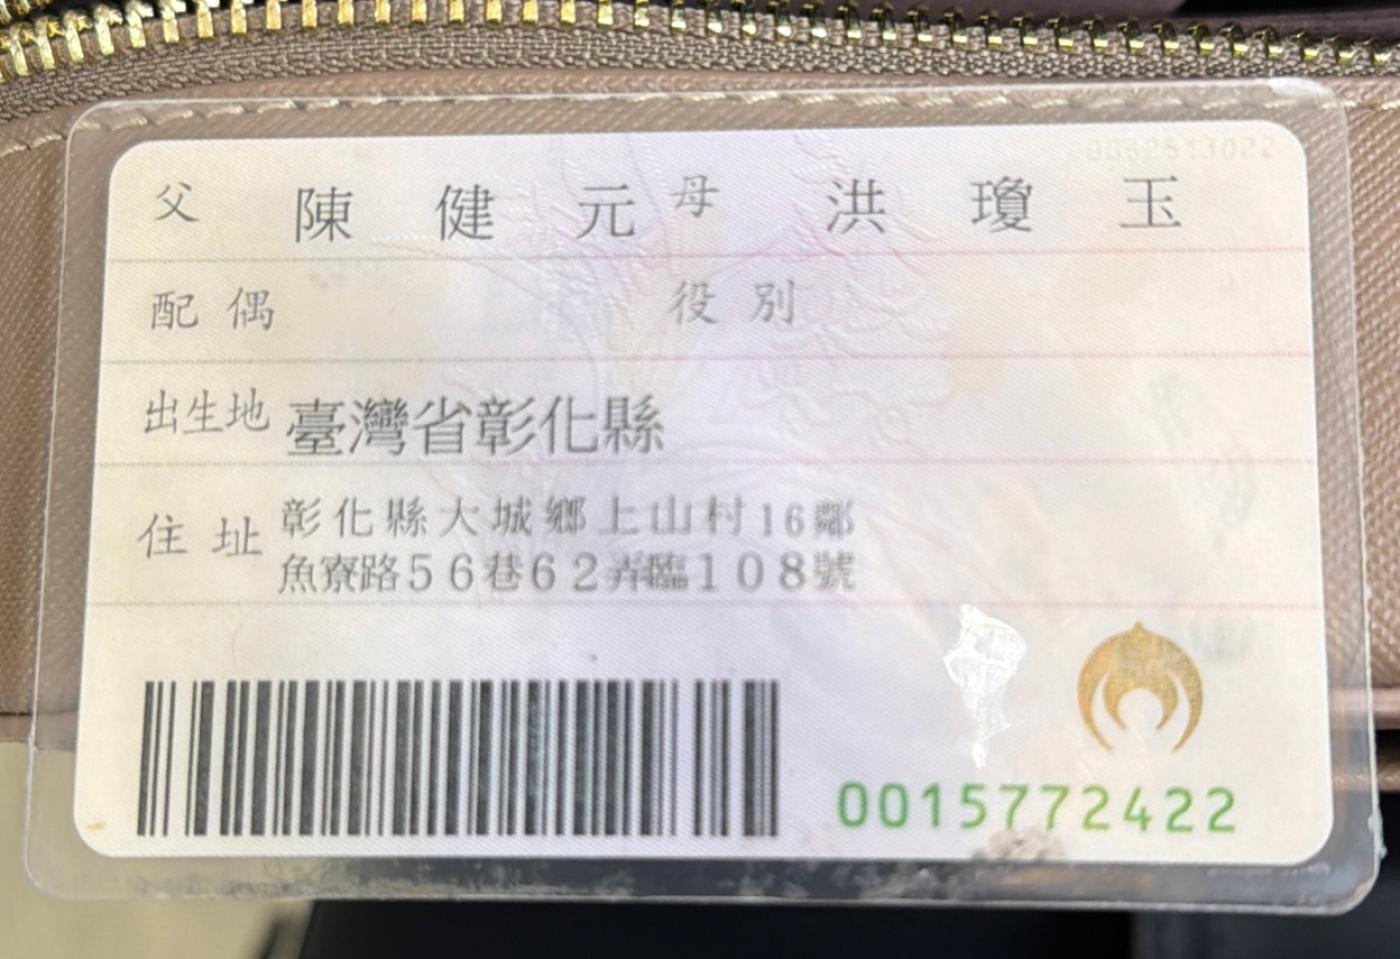 0082513022
父 陳健元 母 洪瓊玉
配偶 役別
出生地 臺灣省彰化縣
住址 彰化縣大城鄉上山村16鄰
魚寮路56巷62弄臨108號
0015772422